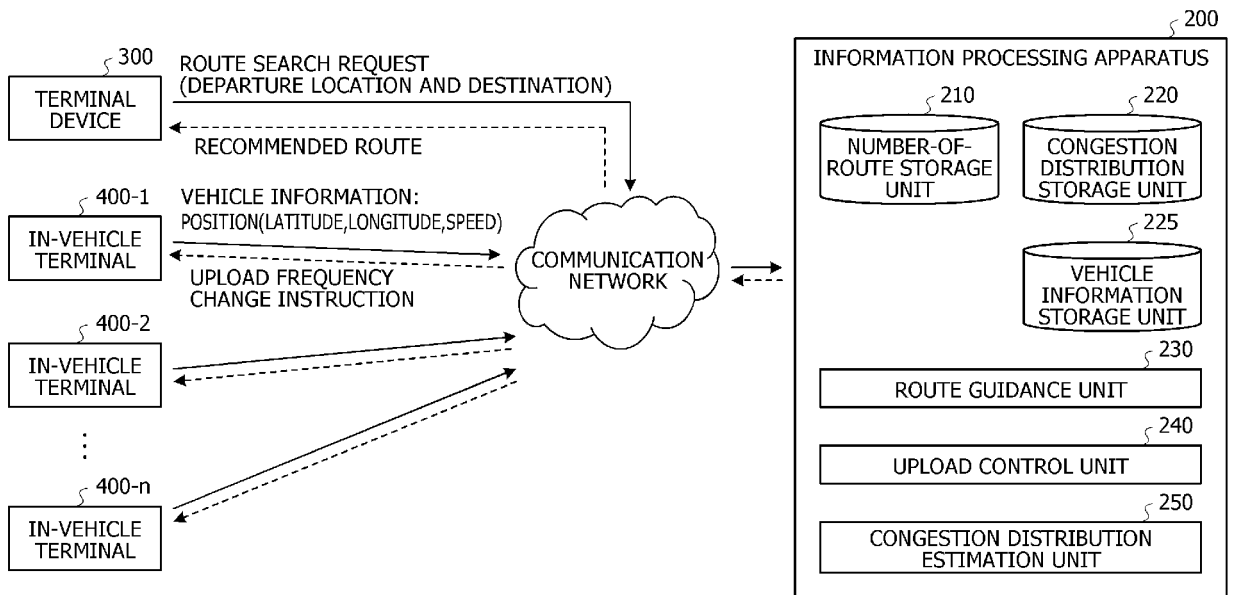 300
TERMINAL
DEVICE
ROUTE SEARCH REQUEST
(DEPARTURE LOCATION AND DESTINATION)
RECOMMENDED ROUTE
400-1
IN-VEHICLE
TERMINAL
VEHICLE INFORMATION:
POSITION(LATITUDE,LONGITUDE,SPEED)
UPLOAD FREQUENCY
CHANGE INSTRUCTION
400-2
IN-VEHICLE
TERMINAL
⋮
400-n
IN-VEHICLE
TERMINAL
COMMUNICATION
NETWORK
200
INFORMATION PROCESSING APPARATUS
210
NUMBER-OF-
ROUTE STORAGE
UNIT
220
CONGESTION
DISTRIBUTION
STORAGE UNIT
225
VEHICLE
INFORMATION
STORAGE UNIT
230
ROUTE GUIDANCE UNIT
240
UPLOAD CONTROL UNIT
250
CONGESTION DISTRIBUTION
ESTIMATION UNIT